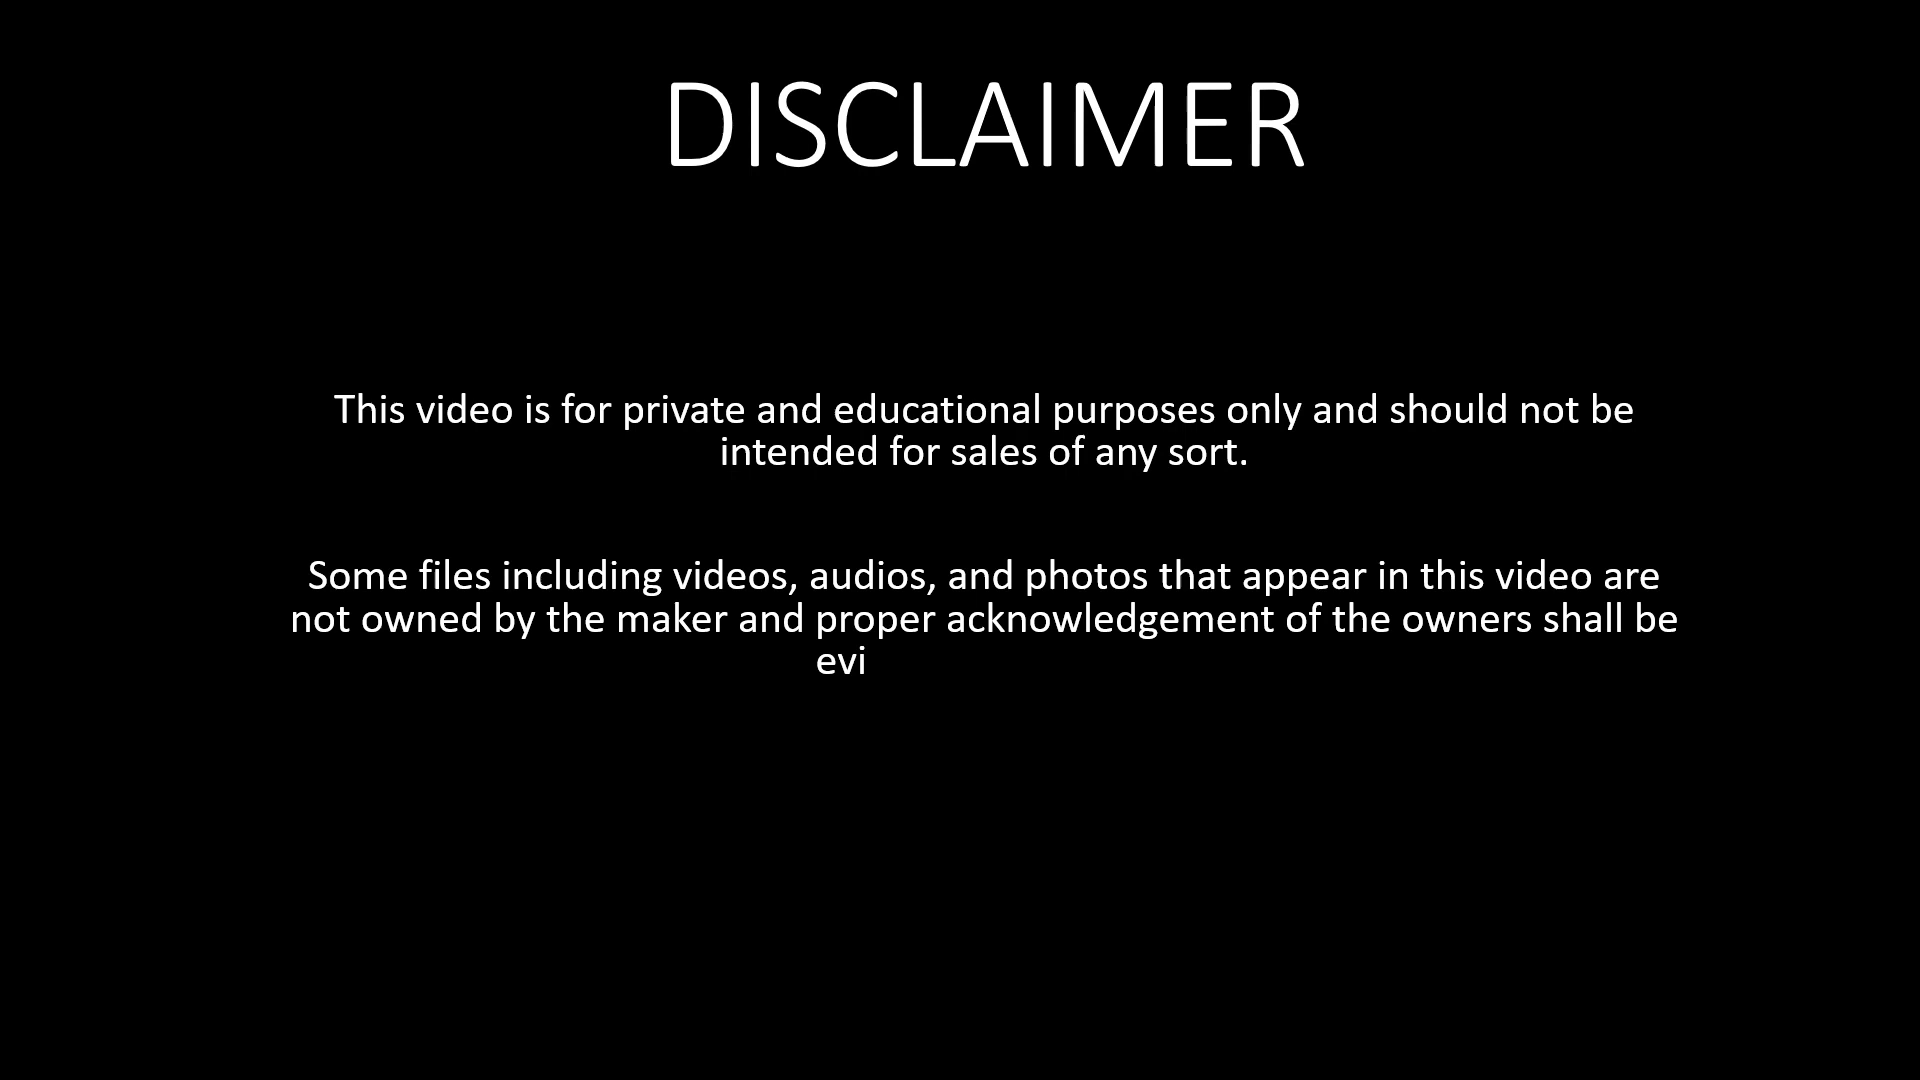 DISCLAIMER
This video is for private and educational purposes only and should not be
intended for sales of any sort.
Some files including videos, audios, and photos that appear in this video are
not owned by the maker and proper acknowledgement of the owners shall be
evi